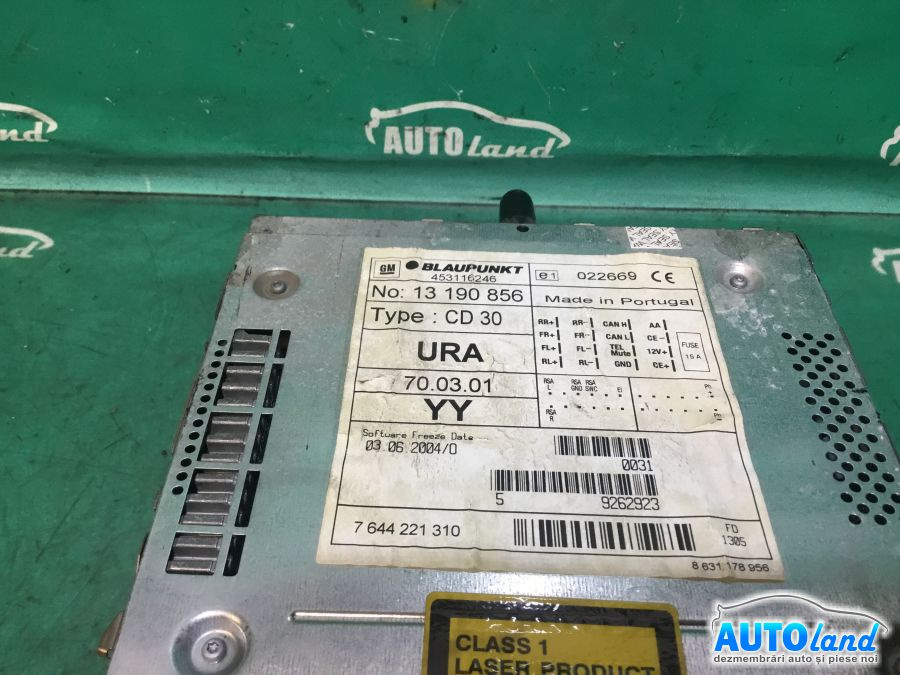 AUTOland
GM BLAUPUNKT
453116246
e1 022669 CE
No: 13 190 856
Made in Portugal
Type : CD 30
URA
70.03.01
YY
RR+ RR- CAN H AA
FR+ FR- CAN L CE-
FL+ FL- TEL Mute 12V+
RL+ RL- GND CE+
FUSE
15 A
RSA L RSA GND RSA SWC
RSA R
Software Freeze Date
03.06.2004/0
0031
5 9262923
7 644 221 310
FD
1305
8 631 178 956
CLASS 1
LASER PRODUCT
AUTOland
dezmembrări auto și piese noi